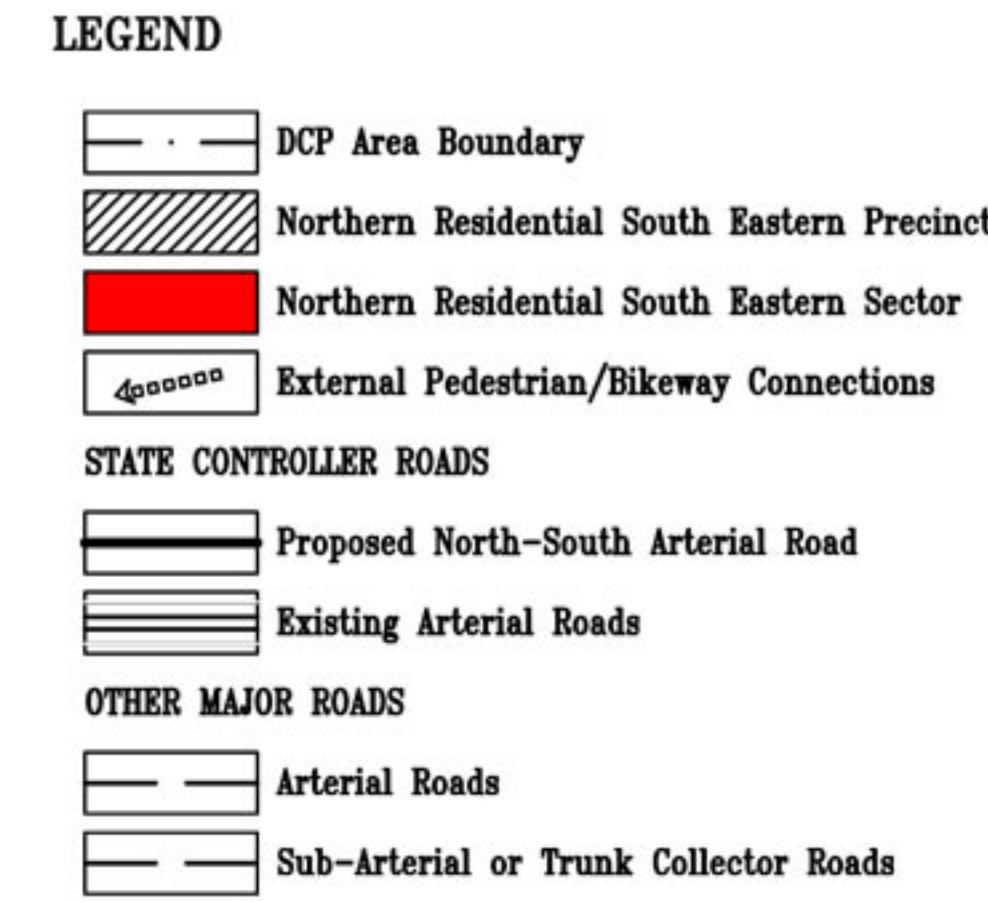 LEGEND
DCP Area Boundary
Northern Residential South Eastern Precinct
Northern Residential South Eastern Sector
External Pedestrian/Bikeway Connections
STATE CONTROLLER ROADS
Proposed North-South Arterial Road
Existing Arterial Roads
OTHER MAJOR ROADS
Arterial Roads
Sub-Arterial or Trunk Collector Roads